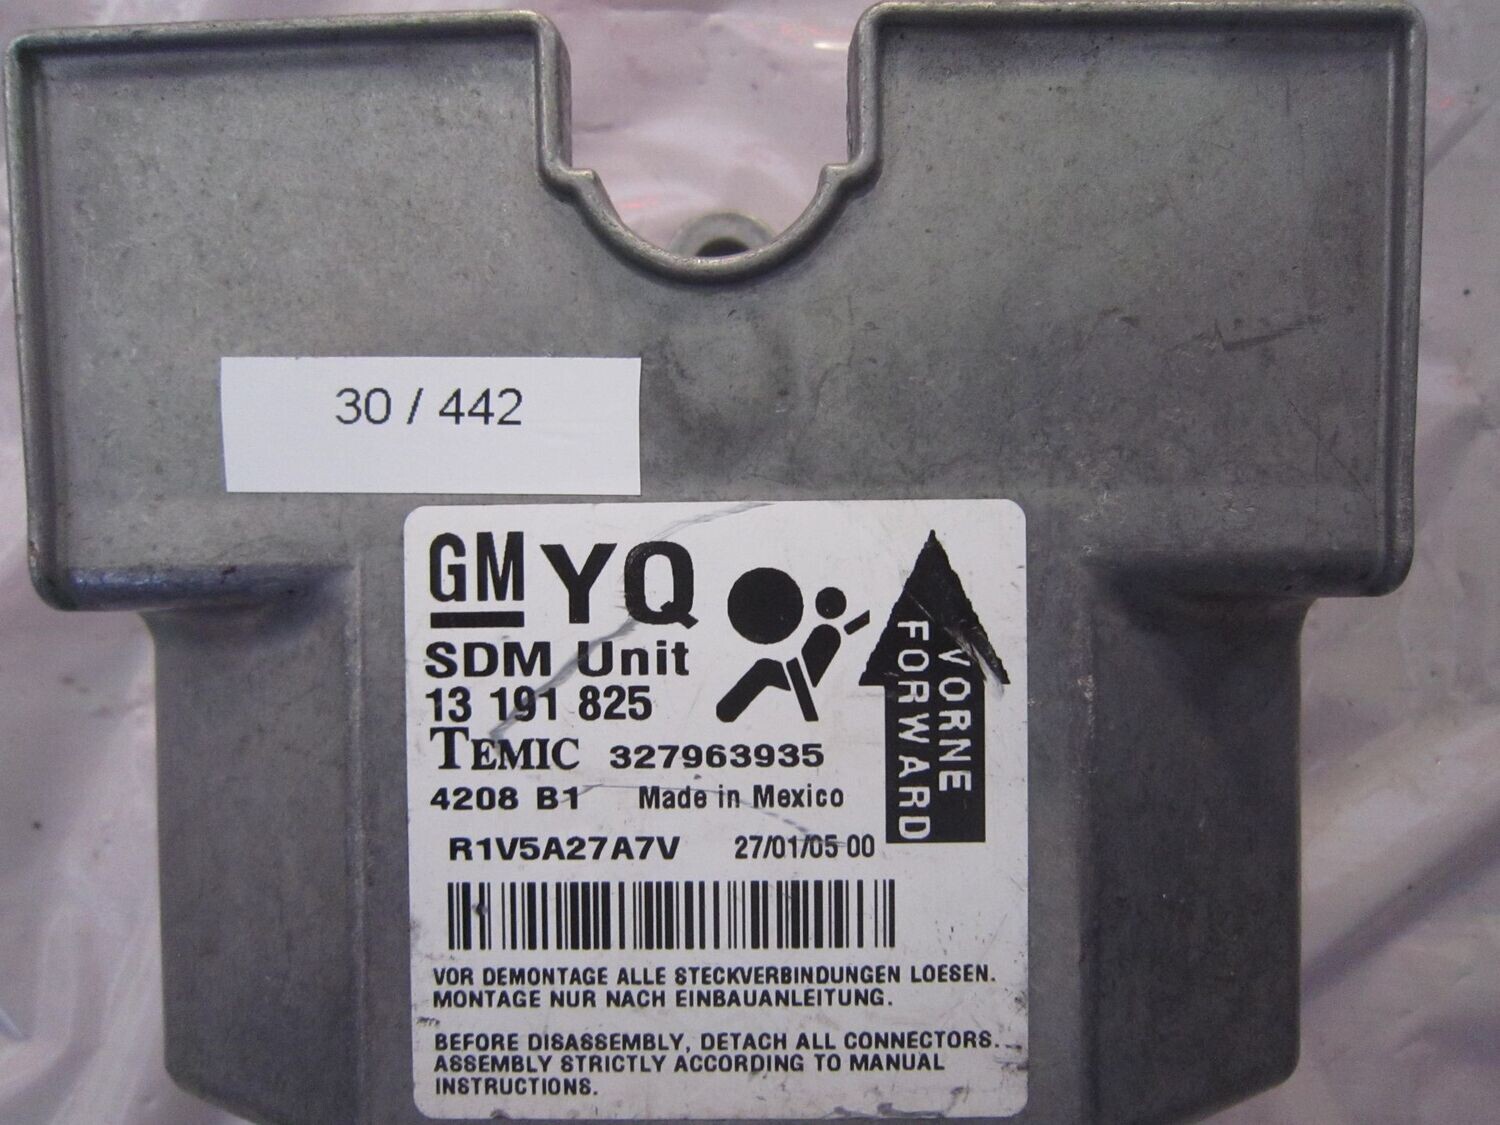 30 / 442
GM YQ
SDM Unit
13 191 825
TEMIC 327963935
4208 B1 Made in Mexico
R1V5A27A7V 27/01/05 00
VORNE
FORWARD
VOR DEMONTAGE ALLE STECKVERBINDUNGEN LOESEN.
MONTAGE NUR NACH EINBAUANLEITUNG.
BEFORE DISASSEMBLY, DETACH ALL CONNECTORS.
ASSEMBLY STRICTLY ACCORDING TO MANUAL
INSTRUCTIONS.